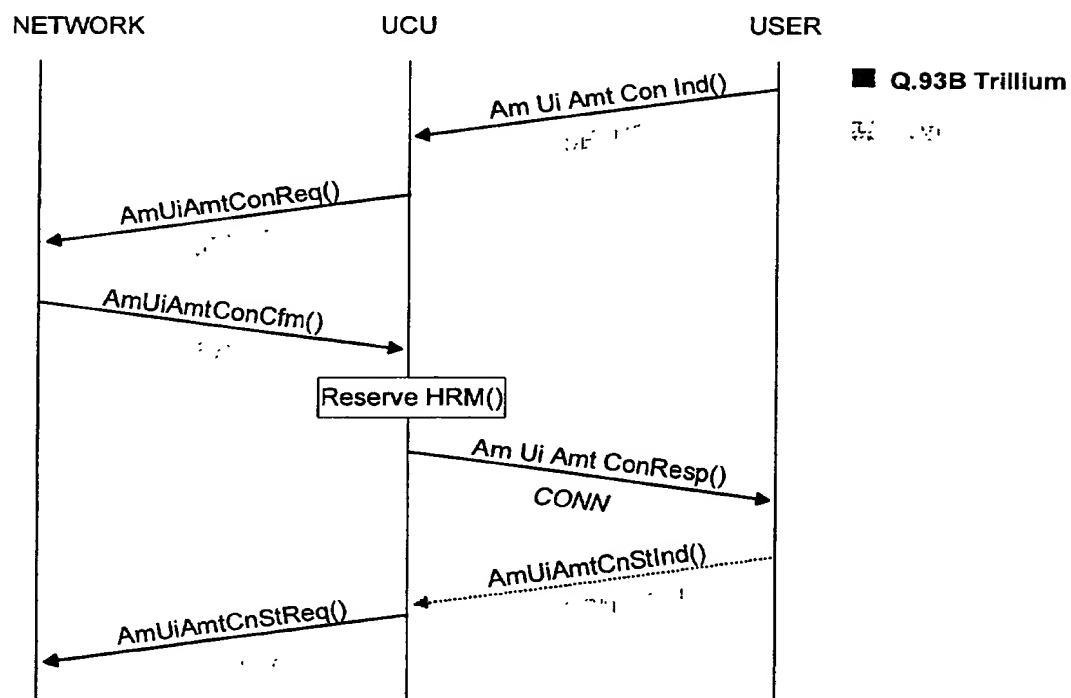 NETWORK
UCU
USER
Q.93B Trillium
Am Ui Amt Con Ind()
AmUiAmtConReq()
AmUiAmtConCfm()
Reserve HRM()
Am Ui Amt ConResp()
CONN
AmUiAmtCnStInd()
AmUiAmtCnStReq()